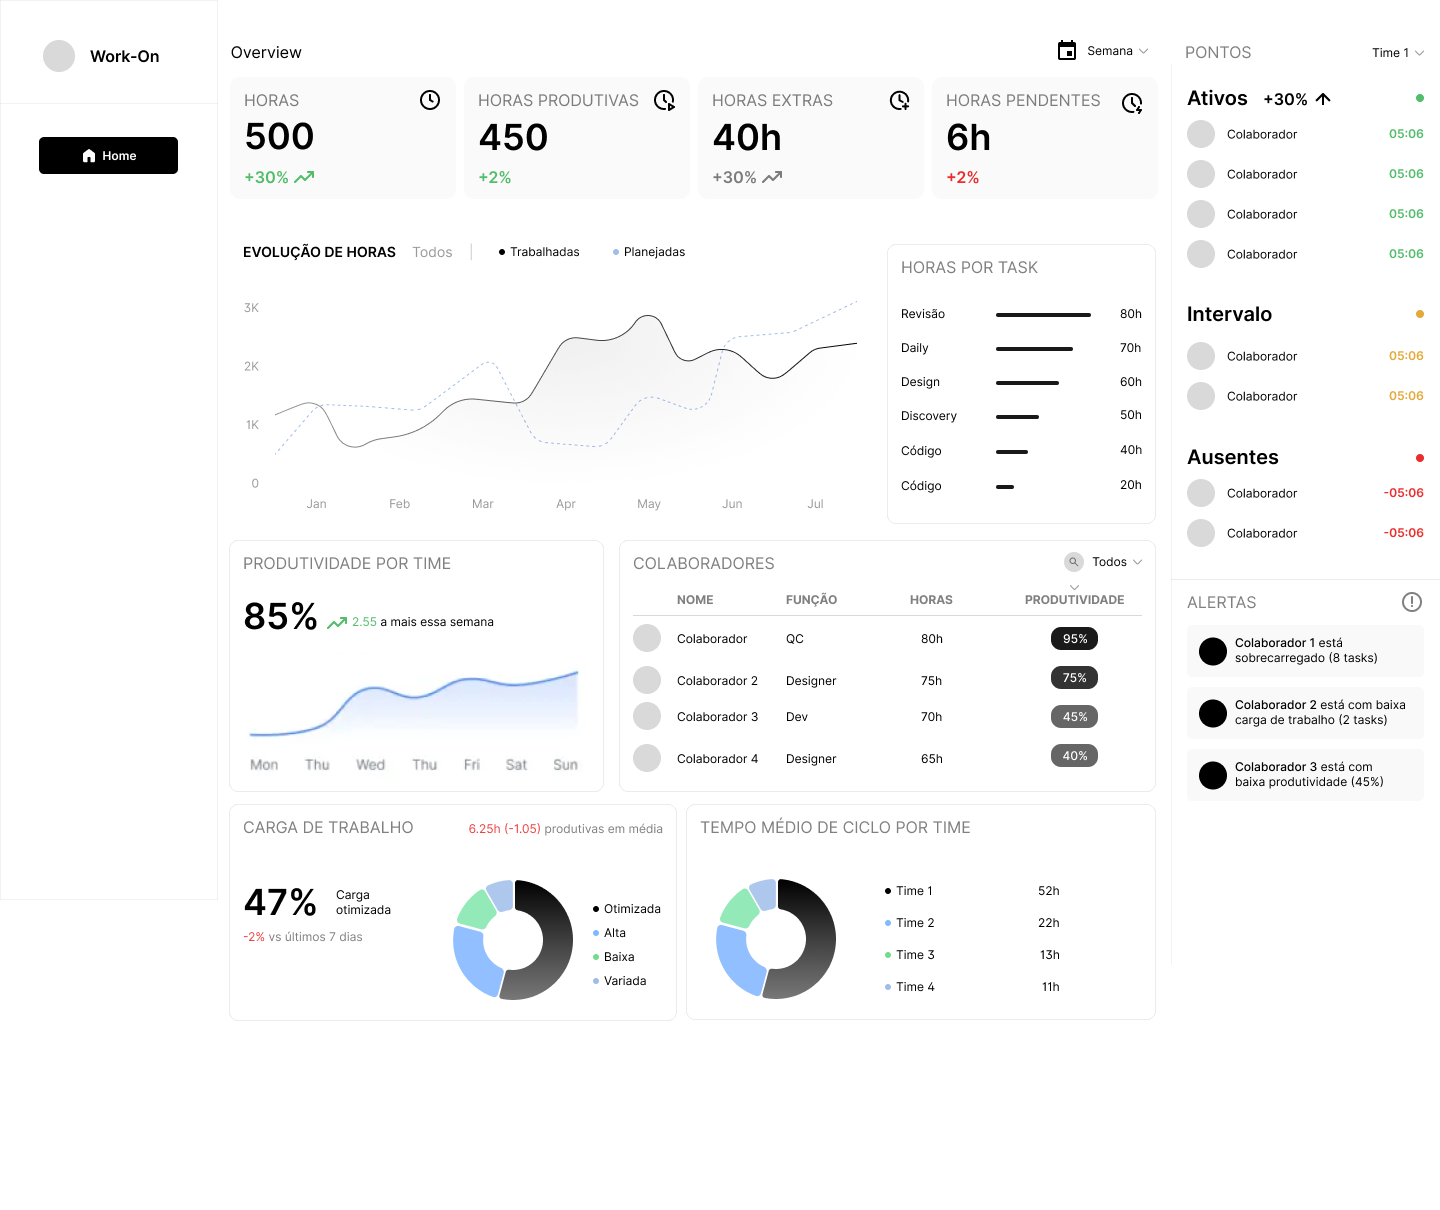 Work-On
Home
Overview
Semana
HORAS
500
+30%
HORAS PRODUTIVAS
450
+2%
HORAS EXTRAS
40h
+30%
HORAS PENDENTES
6h
+2%
EVOLUÇÃO DE HORAS
Todos
Trabalhadas
Planejadas
3K
2K
1K
0
Jan Feb Mar Apr May Jun Jul
HORAS POR TASK
Revisão 80h
Daily 70h
Design 60h
Discovery 50h
Código 40h
Código 20h
PRODUTIVIDADE POR TIME
85% 2.55 a mais essa semana
Mon Thu Wed Thu Fri Sat Sun
COLABORADORES
Todos
NOME FUNÇÃO HORAS PRODUTIVIDADE
Colaborador QC 80h 95%
Colaborador 2 Designer 75h 75%
Colaborador 3 Dev 70h 45%
Colaborador 4 Designer 65h 40%
CARGA DE TRABALHO
6.25h (-1.05) produtivas em média
47%
Carga
otimizada
-2% vs últimos 7 dias
Otimizada
Alta
Baixa
Variada
TEMPO MÉDIO DE CICLO POR TIME
Time 1 52h
Time 2 22h
Time 3 13h
Time 4 11h
PONTOS
Time 1
Ativos +30%
Colaborador 05:06
Colaborador 05:06
Colaborador 05:06
Colaborador 05:06
Intervalo
Colaborador 05:06
Colaborador 05:06
Ausentes
Colaborador -05:06
Colaborador -05:06
ALERTAS
Colaborador 1 está
sobrecarregado (8 tasks)
Colaborador 2 está com baixa
carga de trabalho (2 tasks)
Colaborador 3 está com
baixa produtividade (45%)